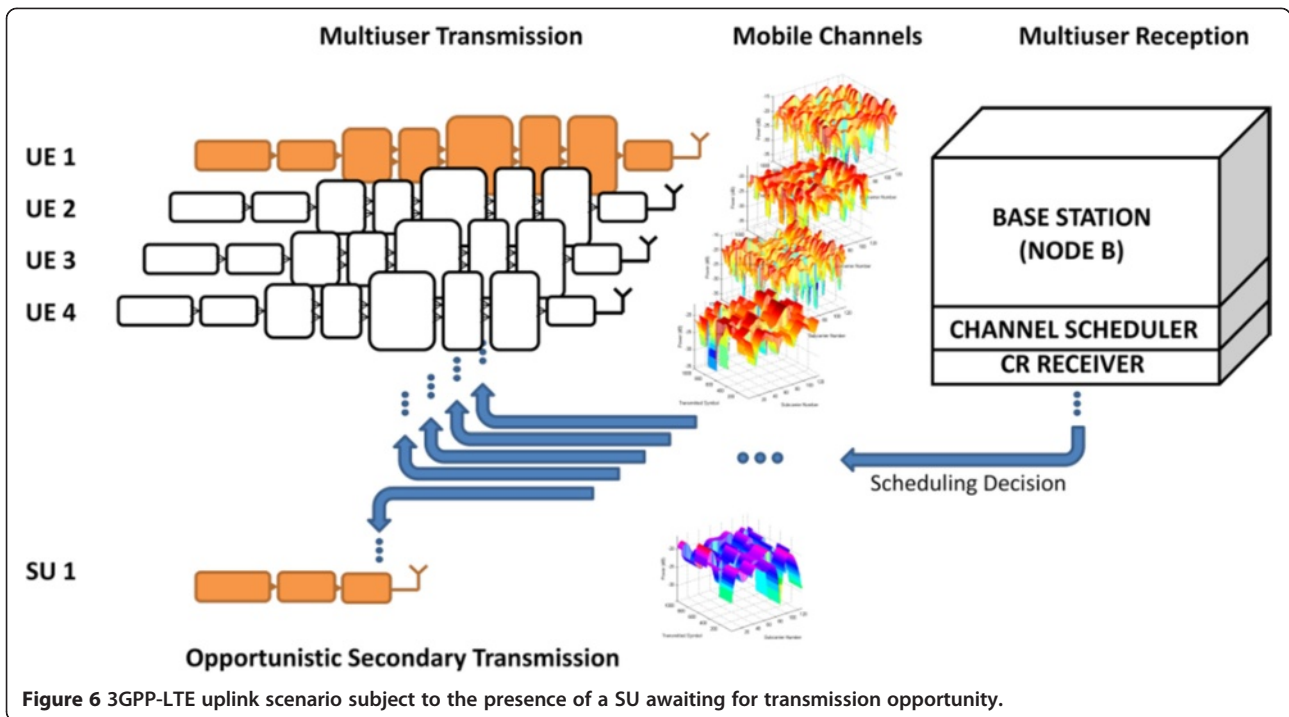 Multiuser Transmission
Mobile Channels
Multiuser Reception
UE 1
UE 2
UE 3
UE 4
BASE STATION
(NODE B)
CHANNEL SCHEDULER
CR RECEIVER
Scheduling Decision
SU 1
Opportunistic Secondary Transmission
Figure 6 3GPP-LTE uplink scenario subject to the presence of a SU awaiting for transmission opportunity.